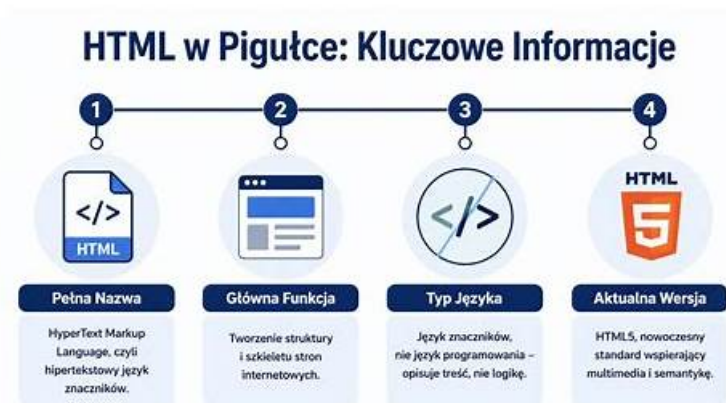 HTML w Pigułce: Kluczowe Informacje
1 2 3 4
</>
HTML
</>
HTML
5
Pełna Nazwa
Główna Funkcja
Typ Języka
Aktualna Wersja
HyperText Markup
Language, czyli
hipertekstowy język
znaczników.
Tworzenie struktury
i szkieletu stron
internetowych.
Język znaczników,
nie język programowania –
opisuje treść, nie logikę.
HTML5, nowoczesny
standard wspierający
multimedia i semantykę.